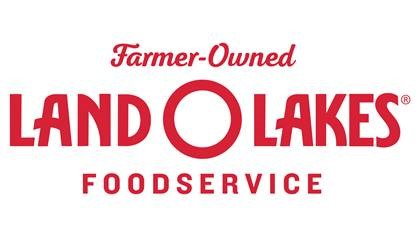 Farmer-Owned
LAND O LAKES®
FOODSERVICE